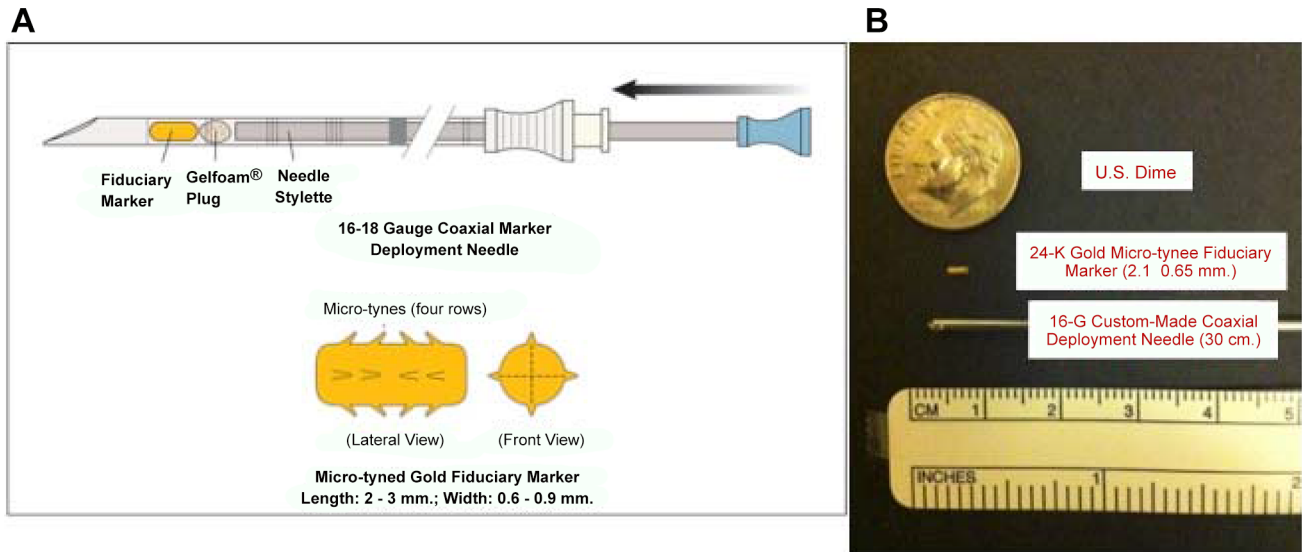 A
Fiduciary
Marker
Gelfoam®
Plug
Needle
Stylette
16-18 Gauge Coaxial Marker
Deployment Needle
Micro-tynes (four rows)
(Lateral View)
(Front View)
Micro-tyned Gold Fiduciary Marker
Length: 2 - 3 mm.; Width: 0.6 - 0.9 mm.
B
U.S. Dime
24-K Gold Micro-tynee Fiduciary
Marker (2.1 0.65 mm.)
16-G Custom-Made Coaxial
Deployment Needle (30 cm.)
CM 1 2 3 4 5
INCHES 1 2